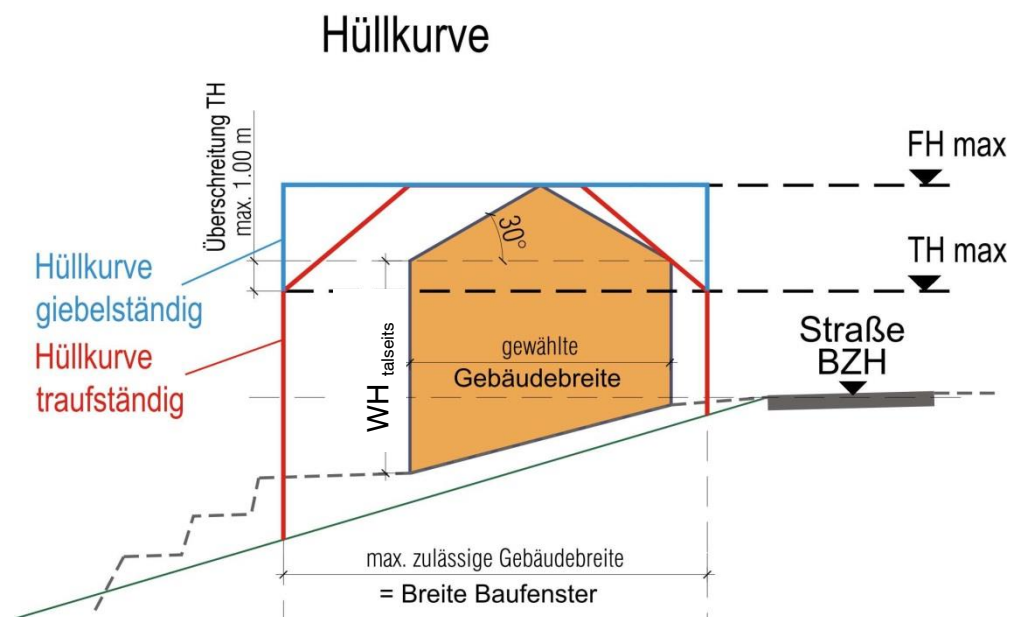 Hüllkurve
Überschreitung TH
max. 1.00 m
FH max
30°
TH max
Hüllkurve
giebelständig
Hüllkurve
traufständig
WH talseits
gewählte
Gebäudebreite
Straße
BZH
max. zulässige Gebäudebreite
= Breite Baufenster